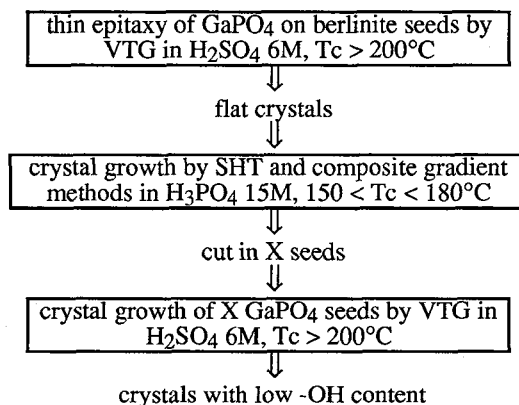 thin epitaxy of GaPO₄ on berlinite seeds by
VTG in H₂SO₄ 6M, Tc > 200°C
flat crystals
crystal growth by SHT and composite gradient
methods in H₃PO₄ 15M, 150 < Tc < 180°C
cut in X seeds
crystal growth of X GaPO₄ seeds by VTG in
H₂SO₄ 6M, Tc > 200°C
crystals with low -OH content